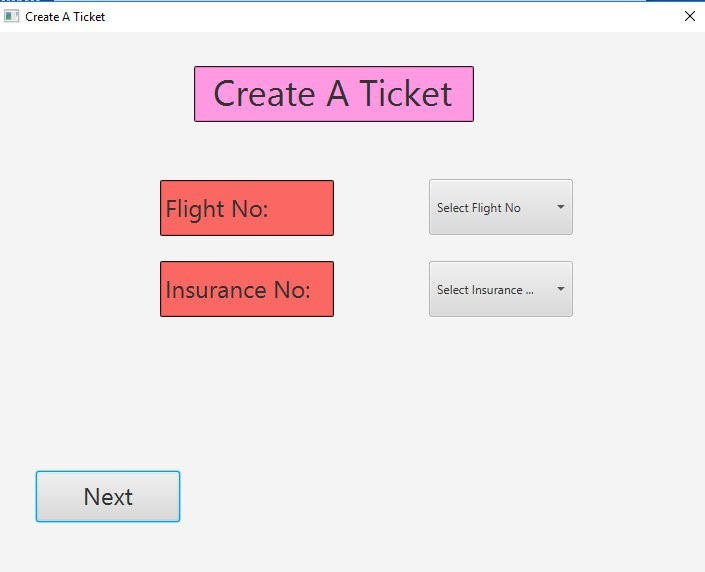 Create A Ticket
Create A Ticket
Flight No:
Select Flight No
Insurance No:
Select Insurance ...
Next